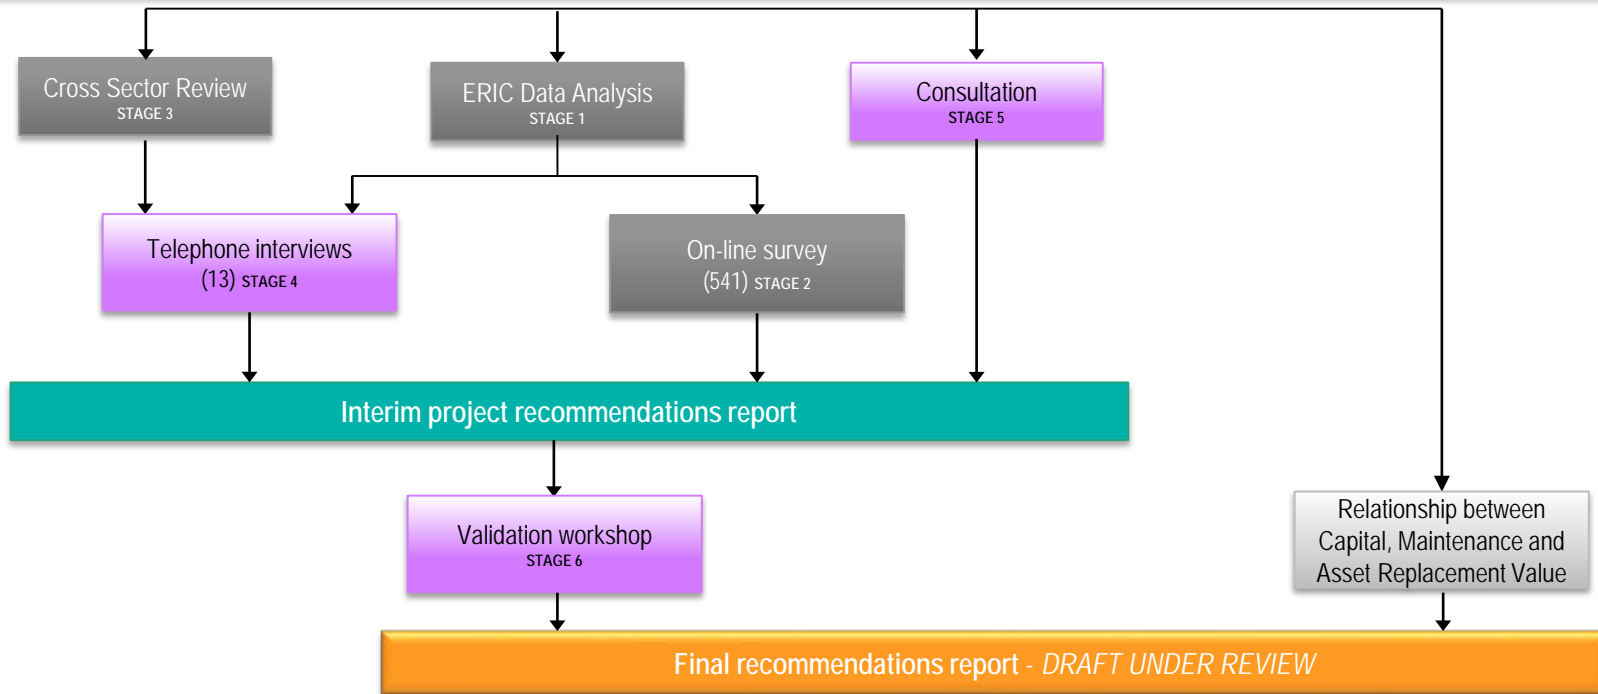 Cross Sector Review
STAGE 3
ERIC Data Analysis
STAGE 1
Consultation
STAGE 5
Telephone interviews
(13) STAGE 4
On-line survey
(541) STAGE 2
Interim project recommendations report
Validation workshop
STAGE 6
Relationship between
Capital, Maintenance and
Asset Replacement Value
Final recommendations report - DRAFT UNDER REVIEW